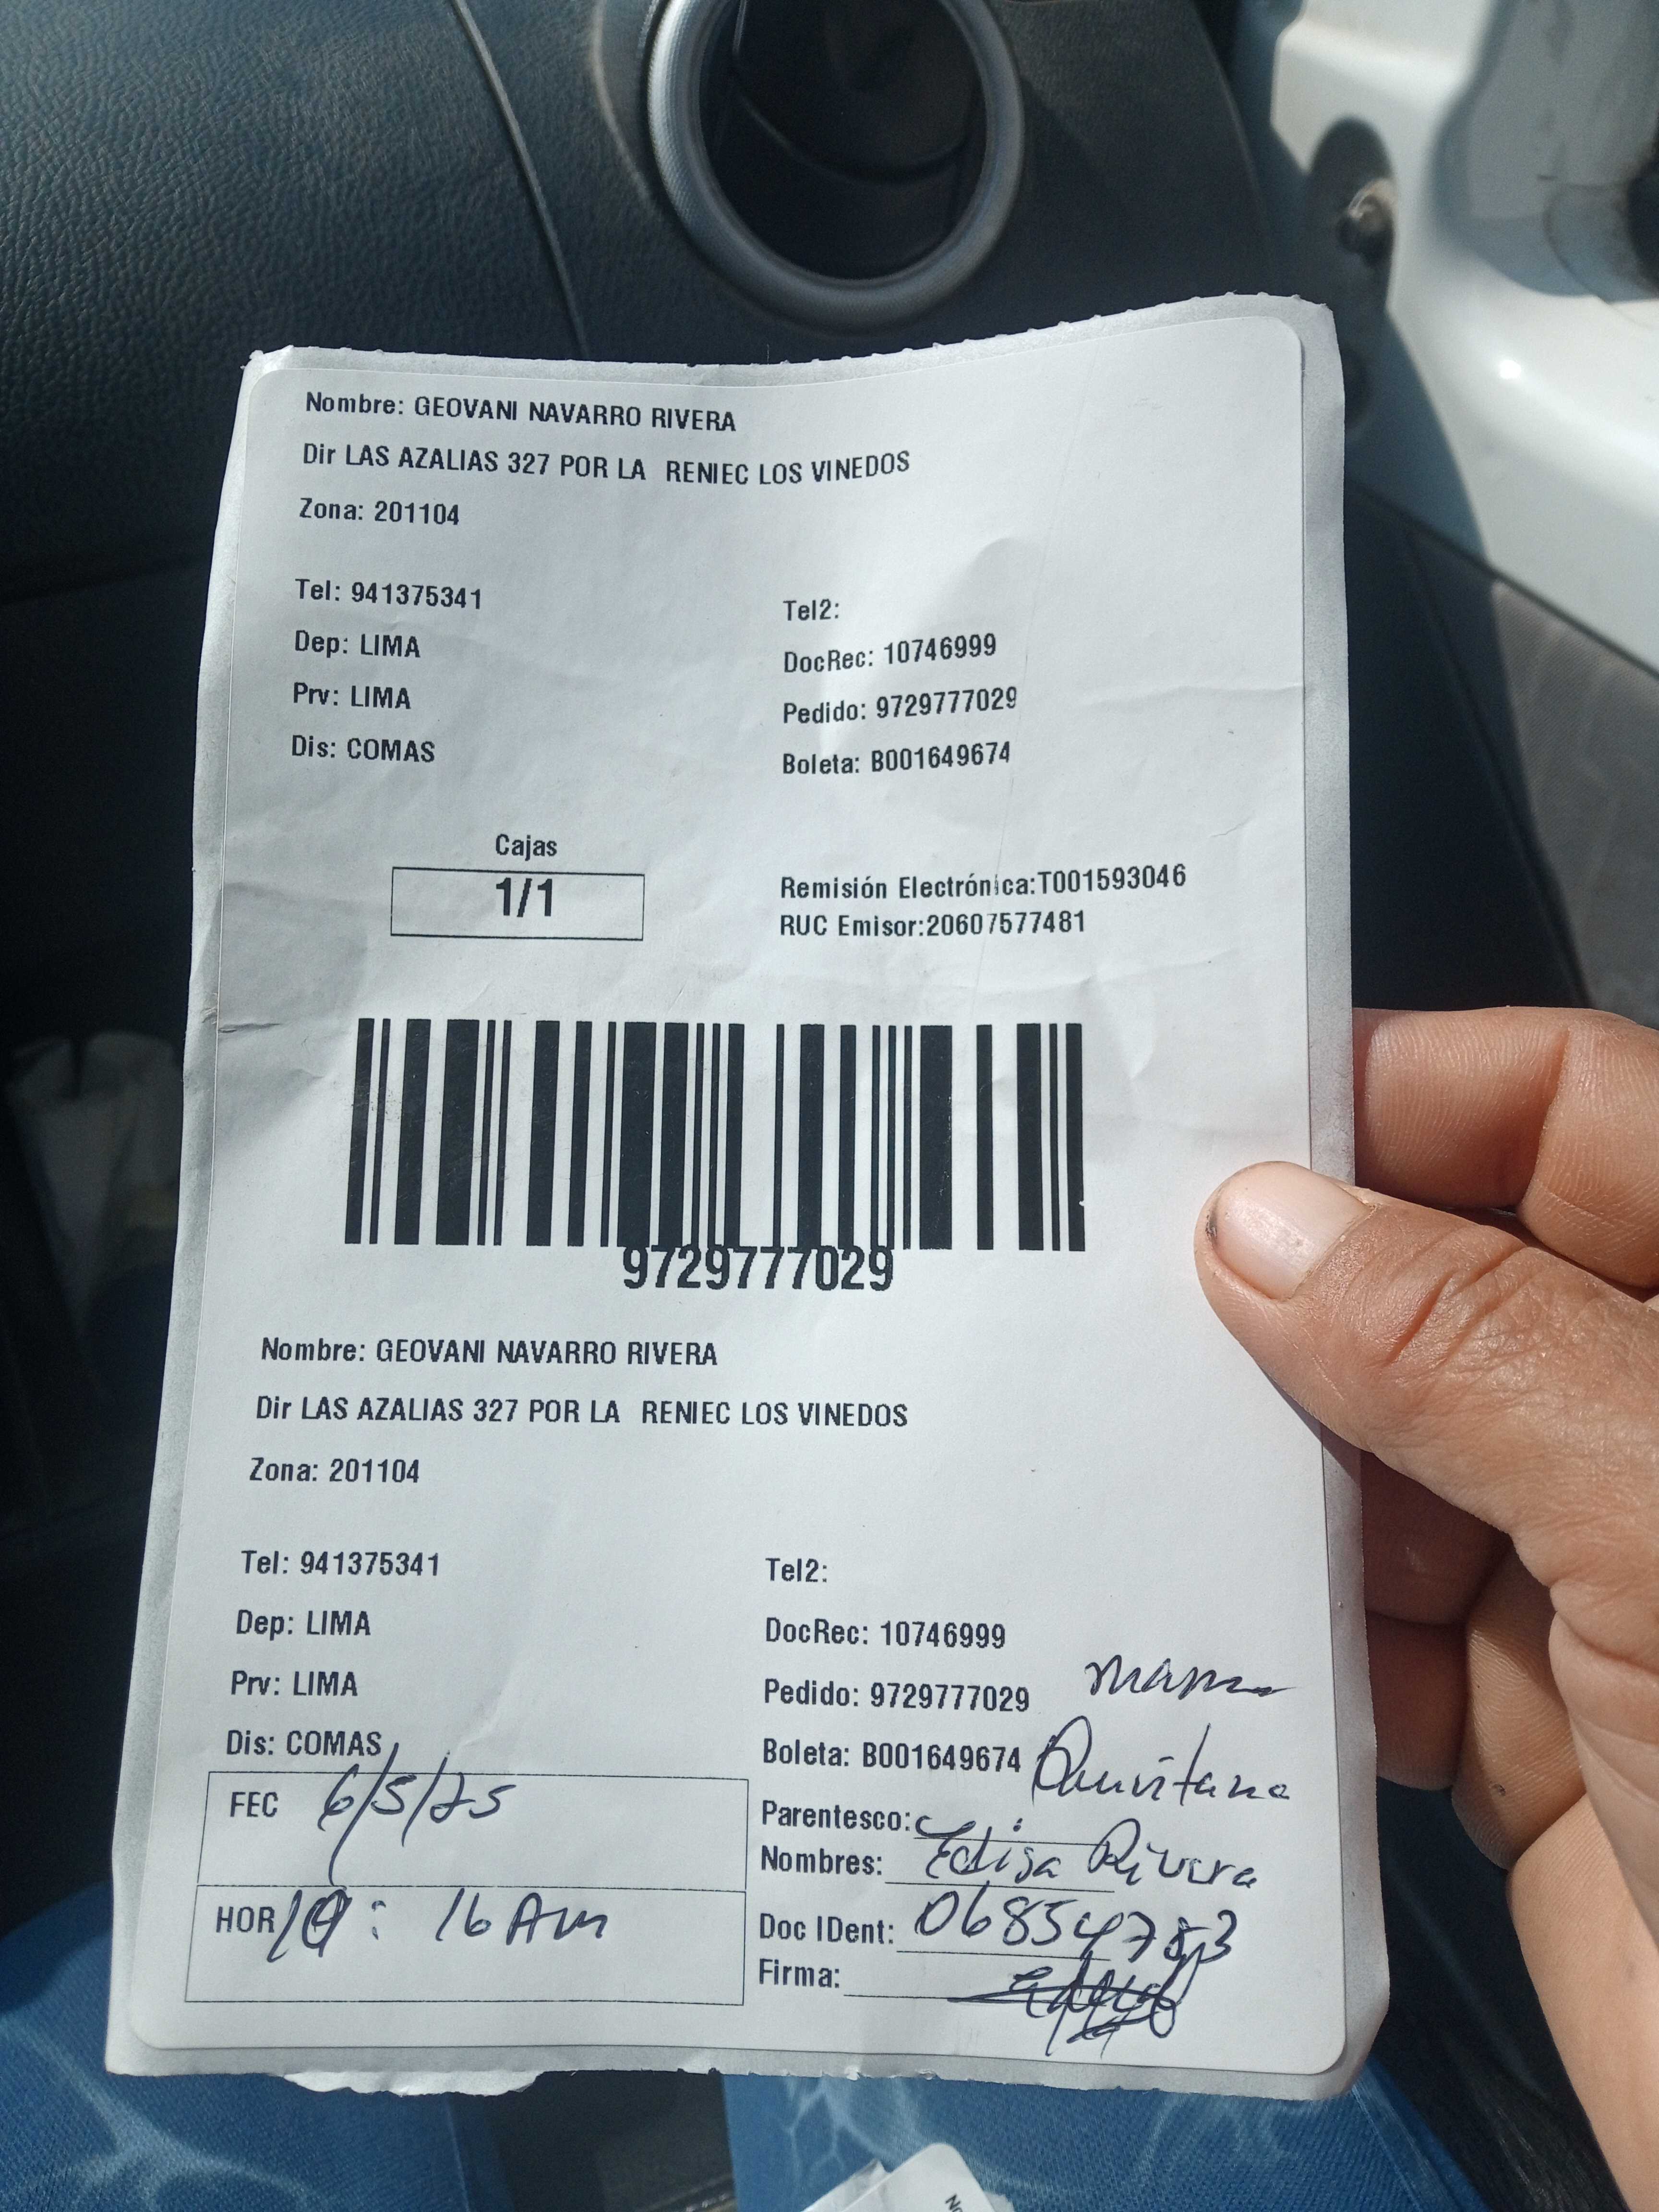 Nombre: GEOVANI NAVARRO RIVERA
Dir LAS AZALIAS 327 POR LA RENIEC LOS VINEDOS
Zona: 201104
Tel: 941375341
Tel2:
Dep: LIMA
DocRec: 10746999
Prv: LIMA
Pedido: 9729777029
Dis: COMAS
Boleta: B001649674
Cajas
1/1
Remisión Electrónica:T001593046
RUC Emisor:20607577481
9729777029
Nombre: GEOVANI NAVARRO RIVERA
Dir LAS AZALIAS 327 POR LA RENIEC LOS VINEDOS
Zona: 201104
Tel: 941375341
Tel2:
Dep: LIMA
DocRec: 10746999
Prv: LIMA
Pedido: 9729777029
Dis: COMAS
Boleta: B001649674
FEC 6/5/25
Parentesco:
Nombres: Edisa Rivera
HOR : 16 Am
Doc IDent:
Firma: